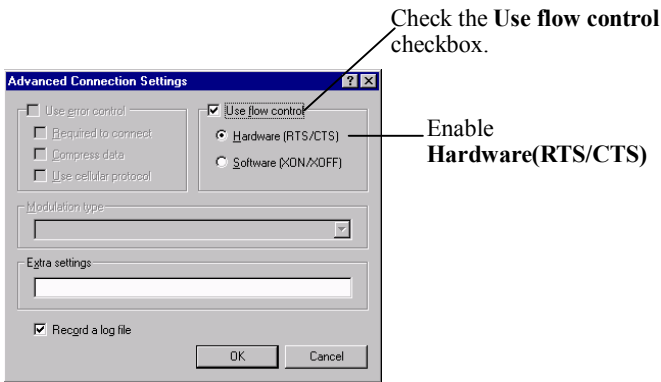 Check the Use flow control
checkbox.
Advanced Connection Settings
Use error control
Required to connect
Compress data
Use cellular protocol
Use flow control
Hardware (RTS/CTS)
Software (XON/XOFF)
Enable
Hardware(RTS/CTS)
Modulation type
Extra settings
Record a log file
OK Cancel